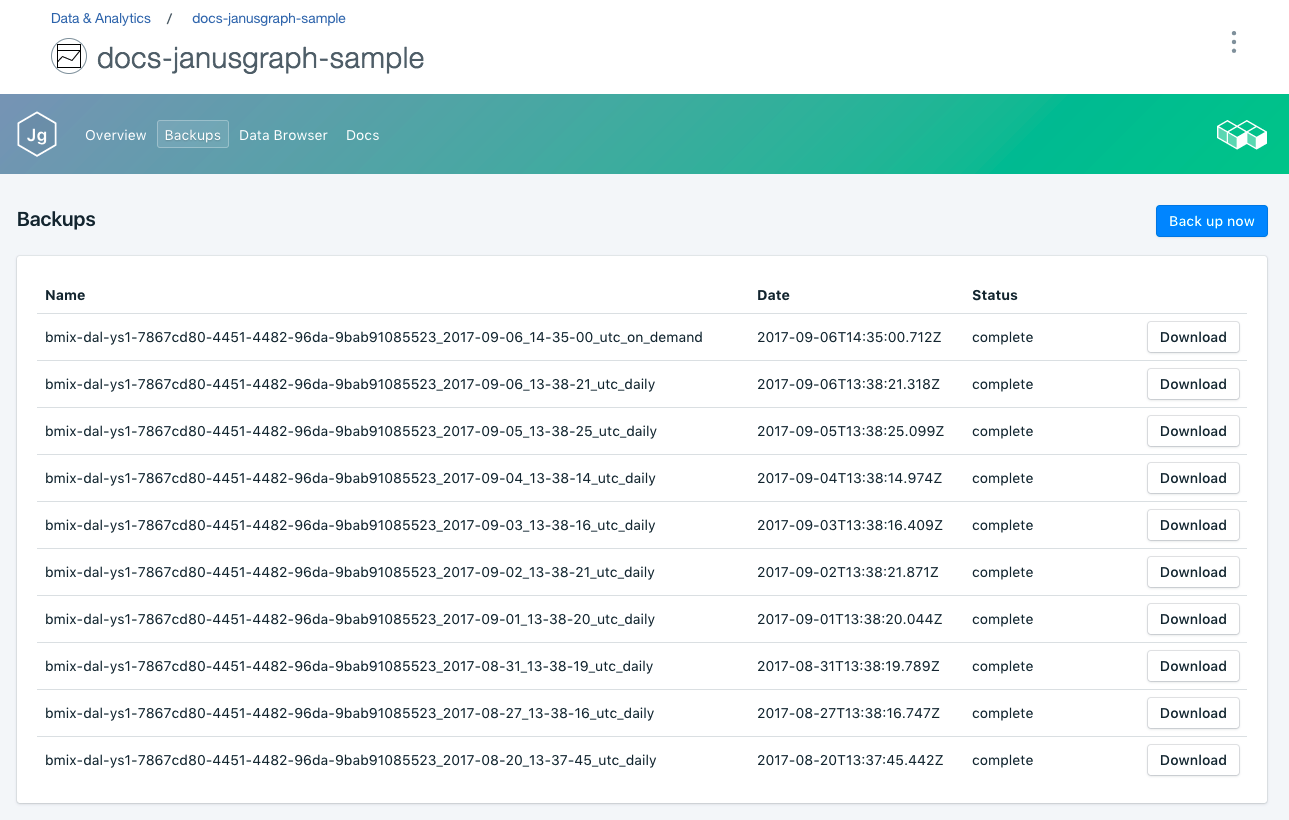 Data & Analytics / docs-janusgraph-sample
docs-janusgraph-sample
Jg Overview Backups Data Browser Docs
Backups Back up now
Name Date Status
bmix-dal-ys1-7867cd80-4451-4482-96da-9bab91085523_2017-09-06_14-35-00_utc_on_demand 2017-09-06T14:35:00.712Z complete Download
bmix-dal-ys1-7867cd80-4451-4482-96da-9bab91085523_2017-09-06_13-38-21_utc_daily 2017-09-06T13:38:21.318Z complete Download
bmix-dal-ys1-7867cd80-4451-4482-96da-9bab91085523_2017-09-05_13-38-25_utc_daily 2017-09-05T13:38:25.099Z complete Download
bmix-dal-ys1-7867cd80-4451-4482-96da-9bab91085523_2017-09-04_13-38-14_utc_daily 2017-09-04T13:38:14.974Z complete Download
bmix-dal-ys1-7867cd80-4451-4482-96da-9bab91085523_2017-09-03_13-38-16_utc_daily 2017-09-03T13:38:16.409Z complete Download
bmix-dal-ys1-7867cd80-4451-4482-96da-9bab91085523_2017-09-02_13-38-21_utc_daily 2017-09-02T13:38:21.871Z complete Download
bmix-dal-ys1-7867cd80-4451-4482-96da-9bab91085523_2017-09-01_13-38-20_utc_daily 2017-09-01T13:38:20.044Z complete Download
bmix-dal-ys1-7867cd80-4451-4482-96da-9bab91085523_2017-08-31_13-38-19_utc_daily 2017-08-31T13:38:19.789Z complete Download
bmix-dal-ys1-7867cd80-4451-4482-96da-9bab91085523_2017-08-27_13-38-16_utc_daily 2017-08-27T13:38:16.747Z complete Download
bmix-dal-ys1-7867cd80-4451-4482-96da-9bab91085523_2017-08-20_13-37-45_utc_daily 2017-08-20T13:37:45.442Z complete Download